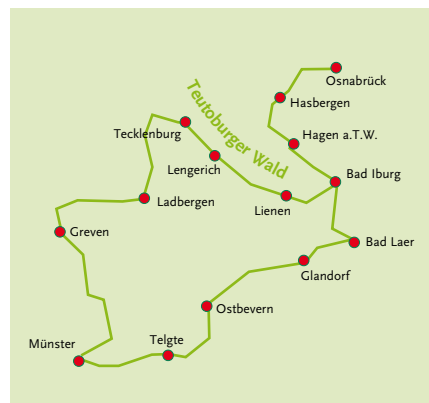 Osnabrück
Hasbergen
Teutoburger Wald
Tecklenburg
Hagen a.T.W.
Lengerich
Bad Iburg
Ladbergen
Lienen
Greven
Bad Laer
Glandorf
Ostbevern
Münster
Telgte